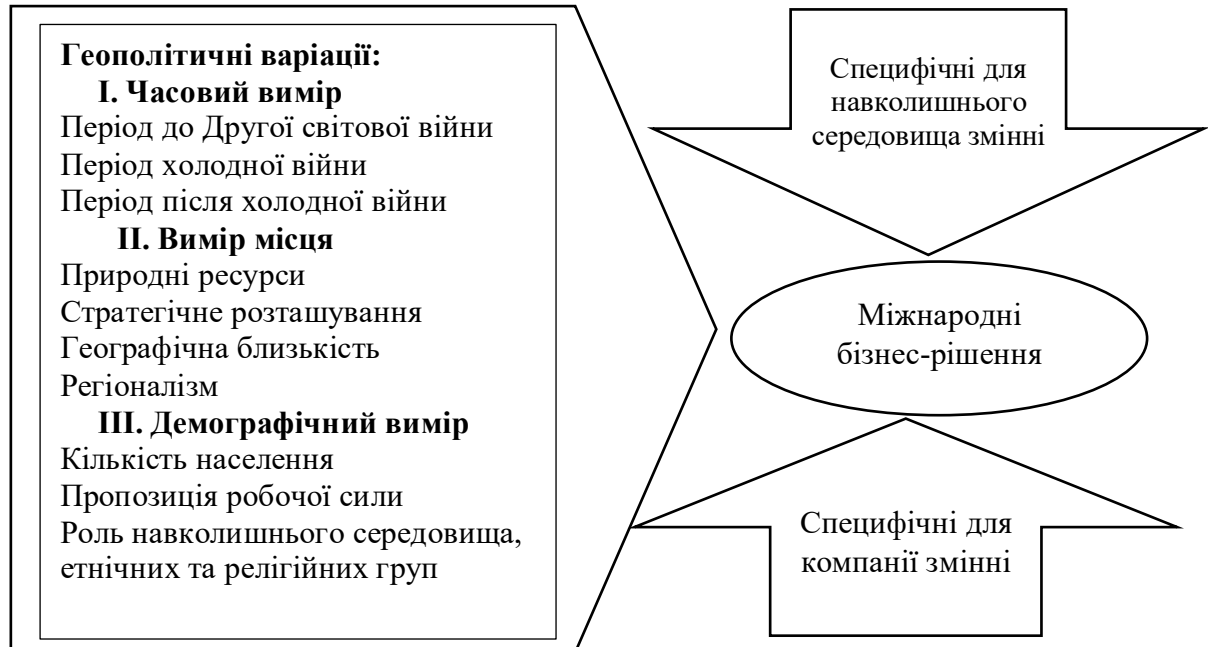 Геополітичні варіації:
І. Часовий вимір
Період до Другої світової війни
Період холодної війни
Період після холодної війни
ІІ. Вимір місця
Природні ресурси
Стратегічне розташування
Географічна близькість
Регіоналізм
ІІІ. Демографічний вимір
Кількість населення
Пропозиція робочої сили
Роль навколишнього середовища,
етнічних та релігійних груп
Специфічні для
навколишнього
середовища змінні
Міжнародні
бізнес-рішення
Специфічні для
компанії змінні